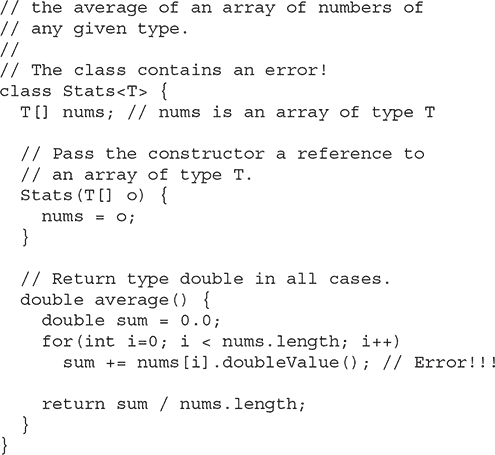 // the average of an array of numbers of
// any given type.
//
// The class contains an error!
class Stats<T> {
  T[] nums; // nums is an array of type T

  // Pass the constructor a reference to
  // an array of type T.
  Stats(T[] o) {
    nums = o;
  }

  // Return type double in all cases.
  double average() {
    double sum = 0.0;
    for(int i=0; i < nums.length; i++)
      sum += nums[i].doubleValue(); // Error!!!

    return sum / nums.length;
  }
}